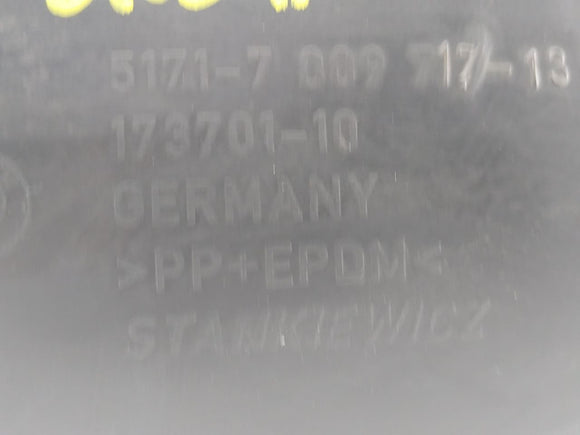 5171-7 009 717-13
173701-10
GERMANY
>PP+EPDM<
STANKIEWICZ